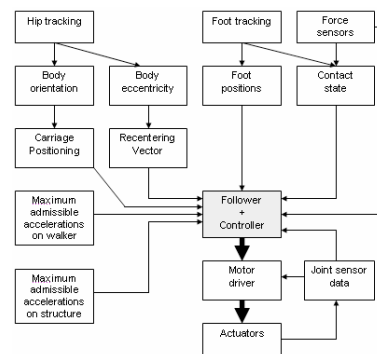 Hip tracking
Foot tracking
Force
sensors
Body
orientation
Body
eccentricity
Foot
positions
Contact
state
Carriage
Positioning
Recentering
Vector
Maximum
admissible
accelerations
on walker
Follower
+
Controller
Maximum
admissible
accelerations
on structure
Motor
driver
Joint sensor
data
Actuators